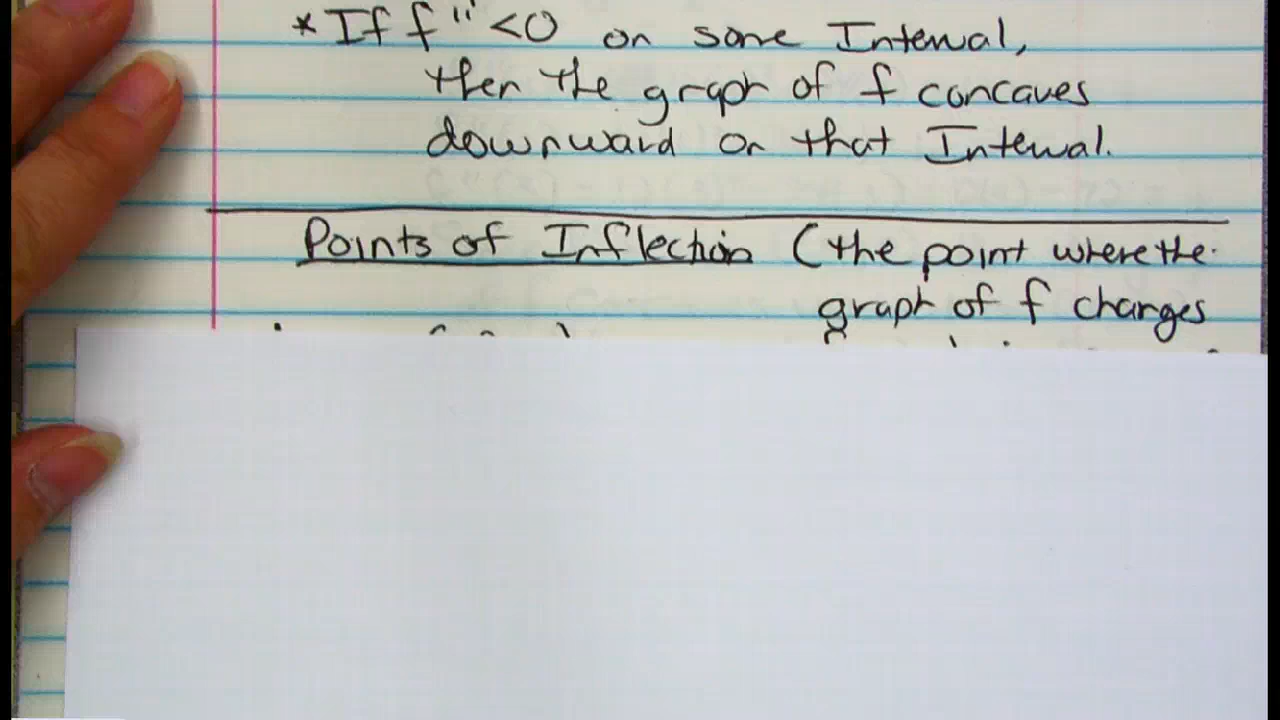 *If f" <0 on some Interval,
then the graph of f concaves
downward on that Interval.
Points of Inflection (the point where the
graph of f changes